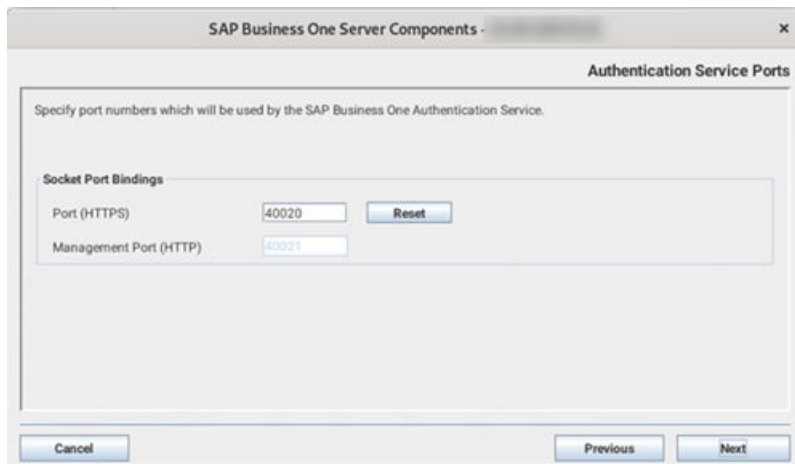 SAP Business One Server Components -
×
Authentication Service Ports
Specify port numbers which will be used by the SAP Business One Authentication Service.
Socket Port Bindings
Port (HTTPS) 40020 Reset
Management Port (HTTP) 40021
Cancel Previous Next